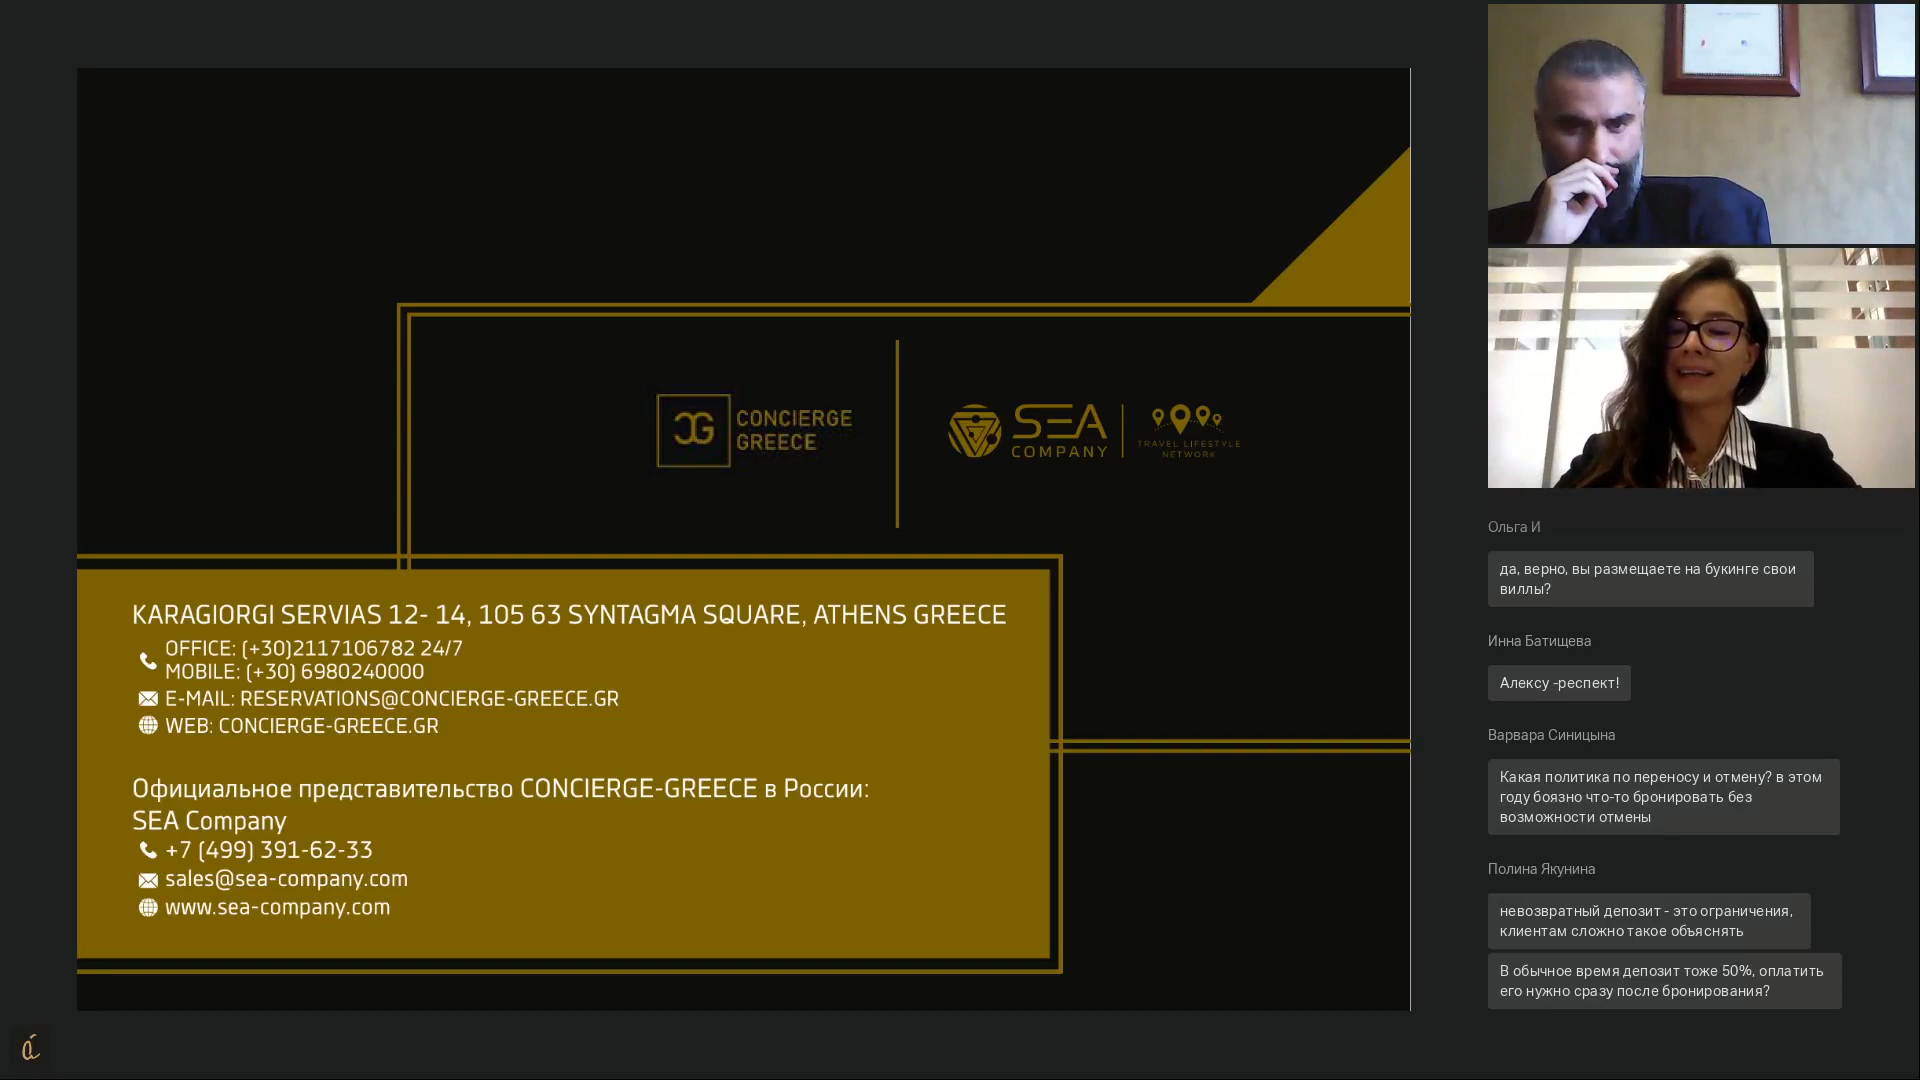 CONCIERGE
GREECE
SEA
COMPANY
TRAVEL LIFESTYLE
NETWORK
KARAGIORGI SERVIAS 12- 14, 105 63 SYNTAGMA SQUARE, ATHENS GREECE
OFFICE: (+30)2117106782 24/7
MOBILE: (+30) 6980240000
E-MAIL: RESERVATIONS@CONCIERGE-GREECE.GR
WEB: CONCIERGE-GREECE.GR
Официальное представительство CONCIERGE-GREECE в России:
SEA Company
+7 (499) 391-62-33
sales@sea-company.com
www.sea-company.com
Ольга И
да, верно, вы размещаете на букинге свои
виллы?
Инна Батищева
Алексу -респект!
Варвара Синицына
Какая политика по переносу и отмену? в этом
году боязно что-то бронировать без
возможности отмены
Полина Якунина
невозвратный депозит - это ограничения,
клиентам сложно такое объяснять
В обычное время депозит тоже 50%, оплатить
его нужно сразу после бронирования?